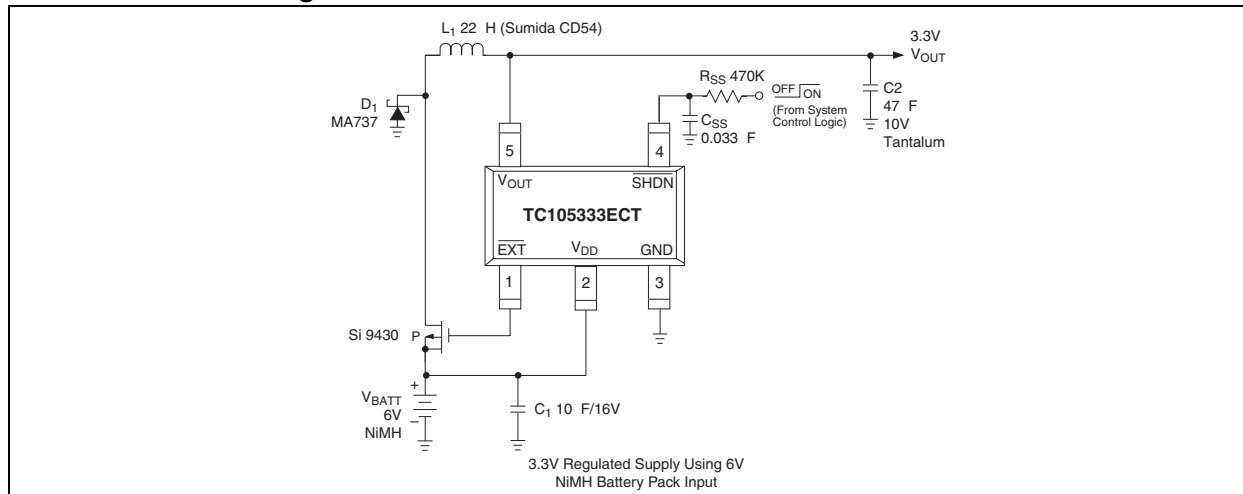 L1 22 H (Sumida CD54)
3.3V
VOUT
RSS 470K
OFF ON
(From System
Control Logic)
C2
47 F
10V
Tantalum
D1
MA737
CSS
0.033 F
5
4
VOUT
SHDN
TC105333ECT
EXT
VDD
GND
1
2
3
Si 9430
P
+
VBATT
6V
–
NiMH
C1 10 F/16V
3.3V Regulated Supply Using 6V
NiMH Battery Pack Input